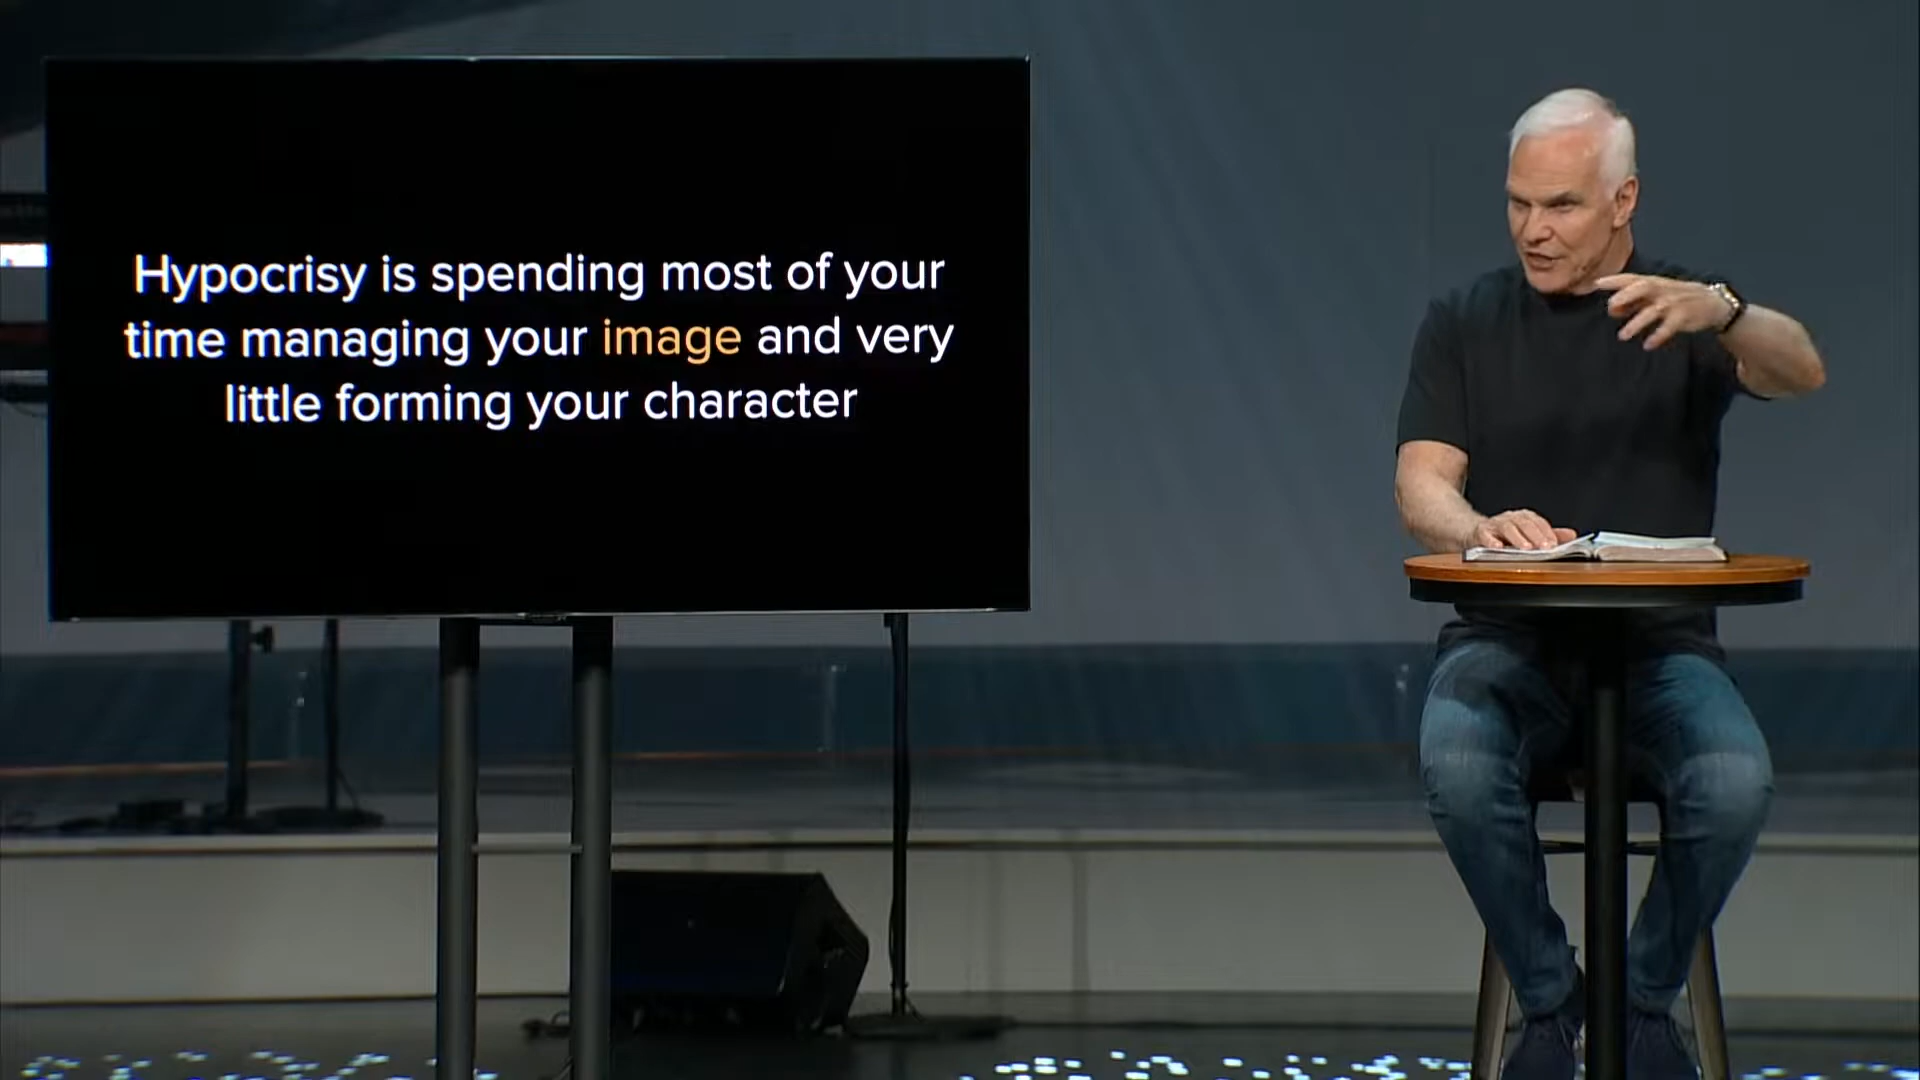 Hypocrisy is spending most of your
time managing your image and very
little forming your character